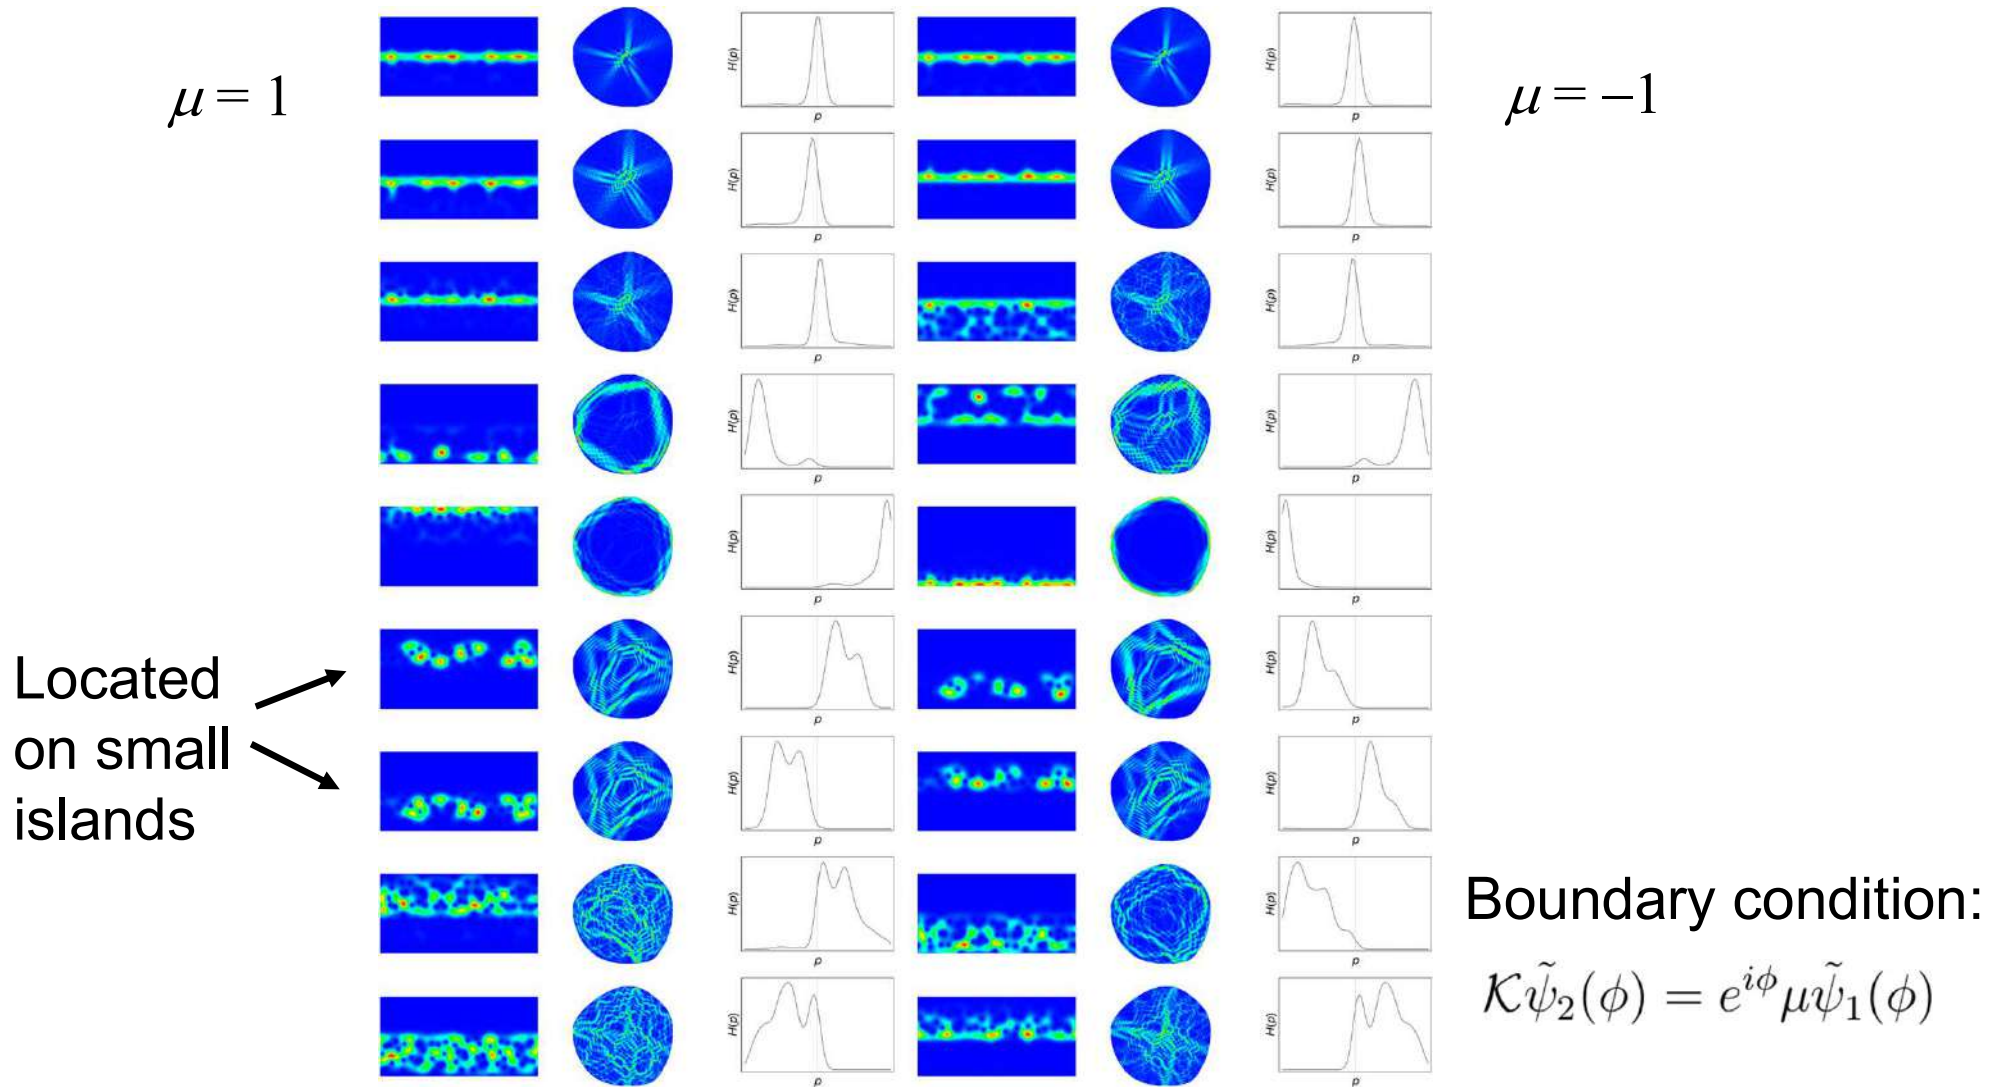 μ = 1
μ = −1
H(p)
p
H(p)
p
H(p)
p
H(p)
p
H(p)
p
H(p)
p
H(p)
p
H(p)
p
H(p)
p
H(p)
p
H(p)
p
H(p)
p
Located
on small
islands
H(p)
p
H(p)
p
H(p)
p
H(p)
p
Boundary condition:
𝒦ψ̃₂(ϕ) = e^{iϕ}μψ̃₁(ϕ)
H(p)
p
H(p)
p